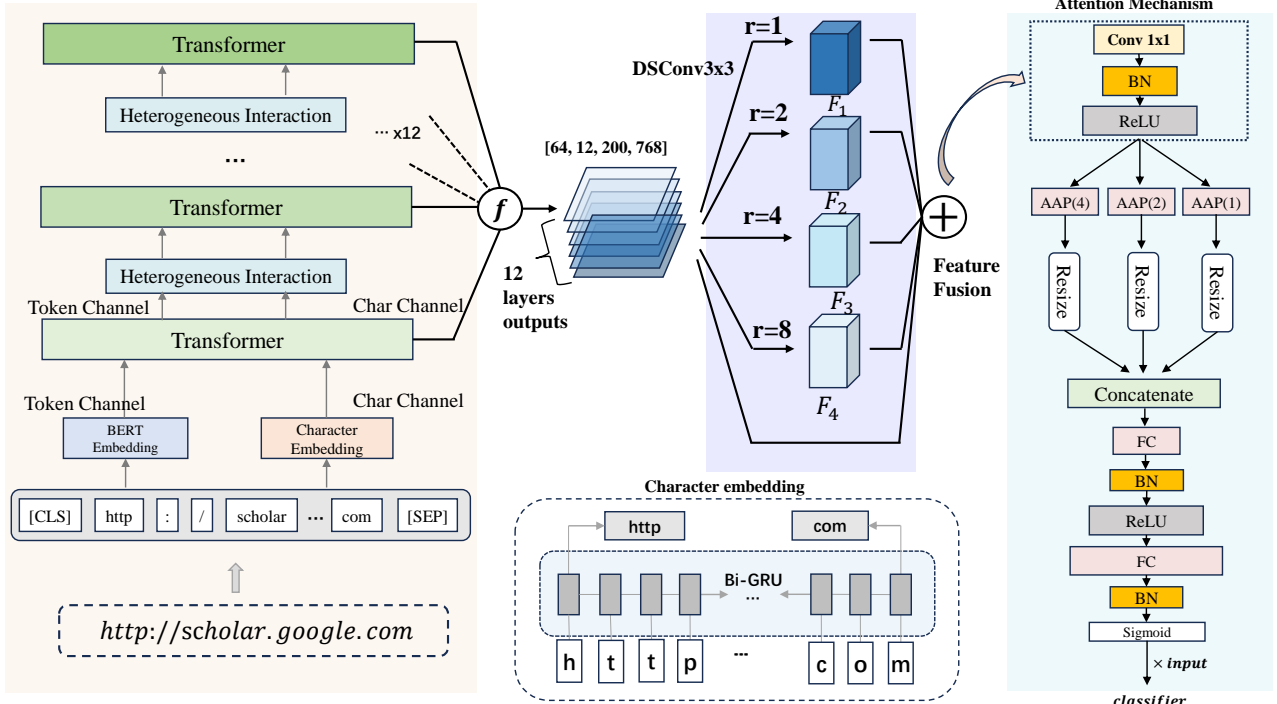 Transformer
Heterogeneous Interaction
...
Transformer
Heterogeneous Interaction
Token Channel
Char Channel
Transformer
Token Channel
Char Channel
BERT
Embedding
Character
Embedding
[CLS] http : / scholar ... com [SEP]
http://scholar.google.com
... x12
f
[64, 12, 200, 768]
12
layers
outputs
DSConv3x3
r=1
F1
r=2
F2
r=4
F3
r=8
F4
+
Feature
Fusion
Character embedding
http
com
Bi-GRU
...
h t t p ... c o m
Attention Mechanism
Conv 1x1
BN
ReLU
AAP(4) AAP(2) AAP(1)
Resize Resize Resize
Concatenate
FC
BN
ReLU
FC
BN
Sigmoid
× input
classifier